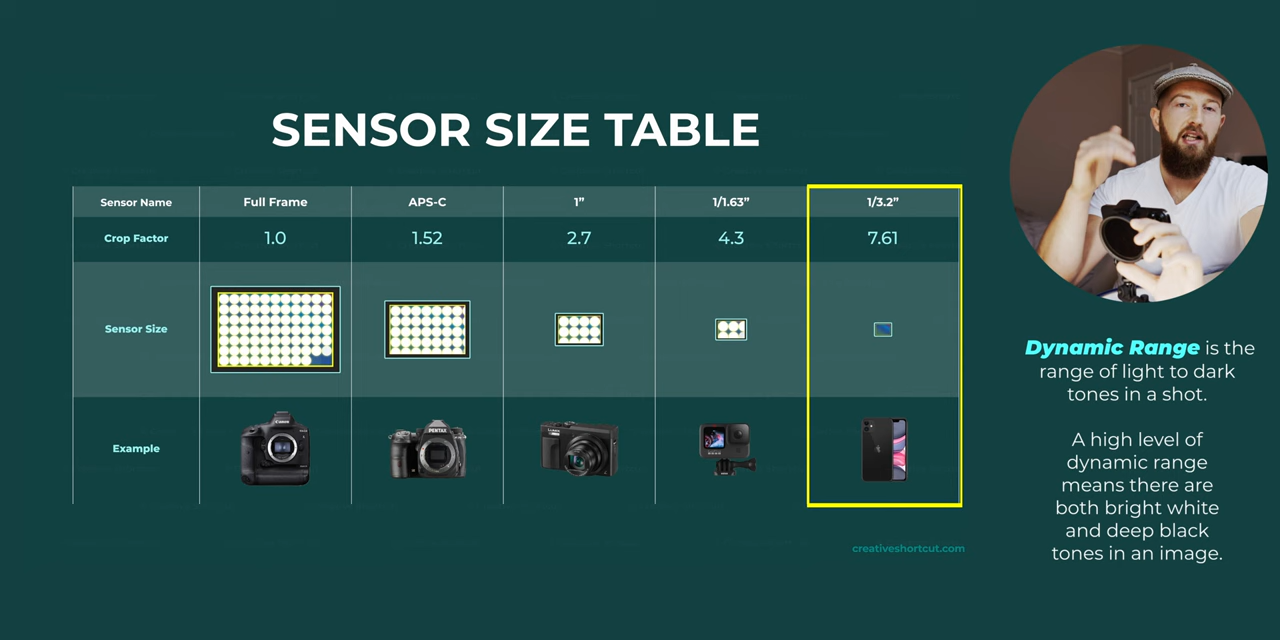 SENSOR SIZE TABLE
Sensor Name Full Frame APS-C 1” 1/1.63” 1/3.2”
Crop Factor 1.0 1.52 2.7 4.3 7.61
Sensor Size
Example
Canon
PENTAX
LUMIX
creativeshortcut.com
Dynamic Range is the
range of light to dark
tones in a shot.
A high level of
dynamic range
means there are
both bright white
and deep black
tones in an image.